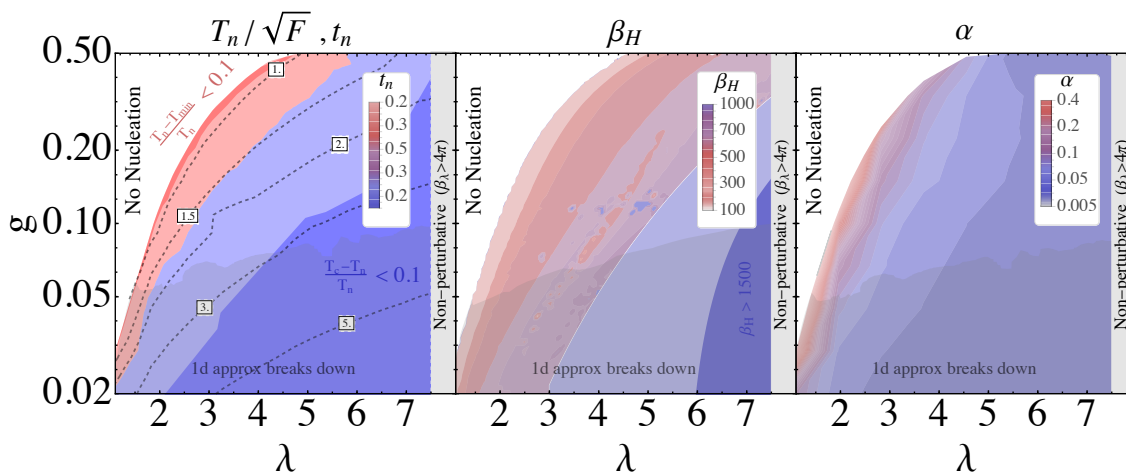 T_n / √F , t_n
β_H
α
g
0.50
0.20
0.10
0.05
0.02
No Nucleation
(T_n−T_min)/T_n < 0.1
1.
1.5
2.
3.
5.
t_n
0.2
0.3
0.4
0.5
0.3
0.2
(T_c−T_n)/T_n < 0.1
1d approx breaks down
Non-perturbative (β_λ>4π)
2 3 4 5 6 7
λ
No Nucleation
β_H
1000
900
700
500
300
100
β_H > 1500
1d approx breaks down
Non-perturbative (β_λ>4π)
2 3 4 5 6 7
λ
No Nucleation
α
0.4
0.2
0.1
0.05
0.005
1d approx breaks down
Non-perturbative (β_λ>4π)
2 3 4 5 6 7
λ